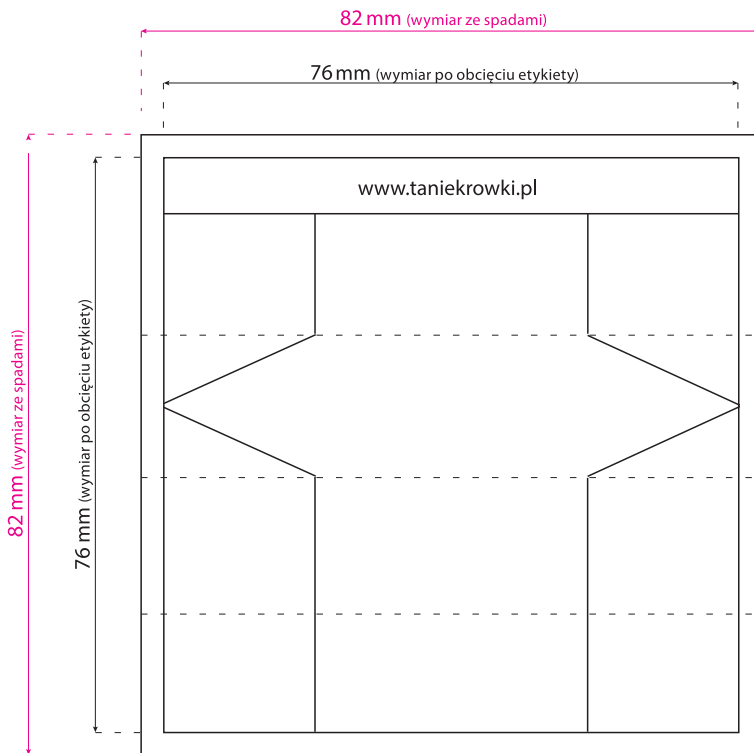 82 mm (wymiar ze spadami)
76 mm (wymiar po obcięciu etykiety)
www.taniekrowki.pl
76 mm (wymiar po obcięciu etykiety)
82 mm (wymiar ze spadami)